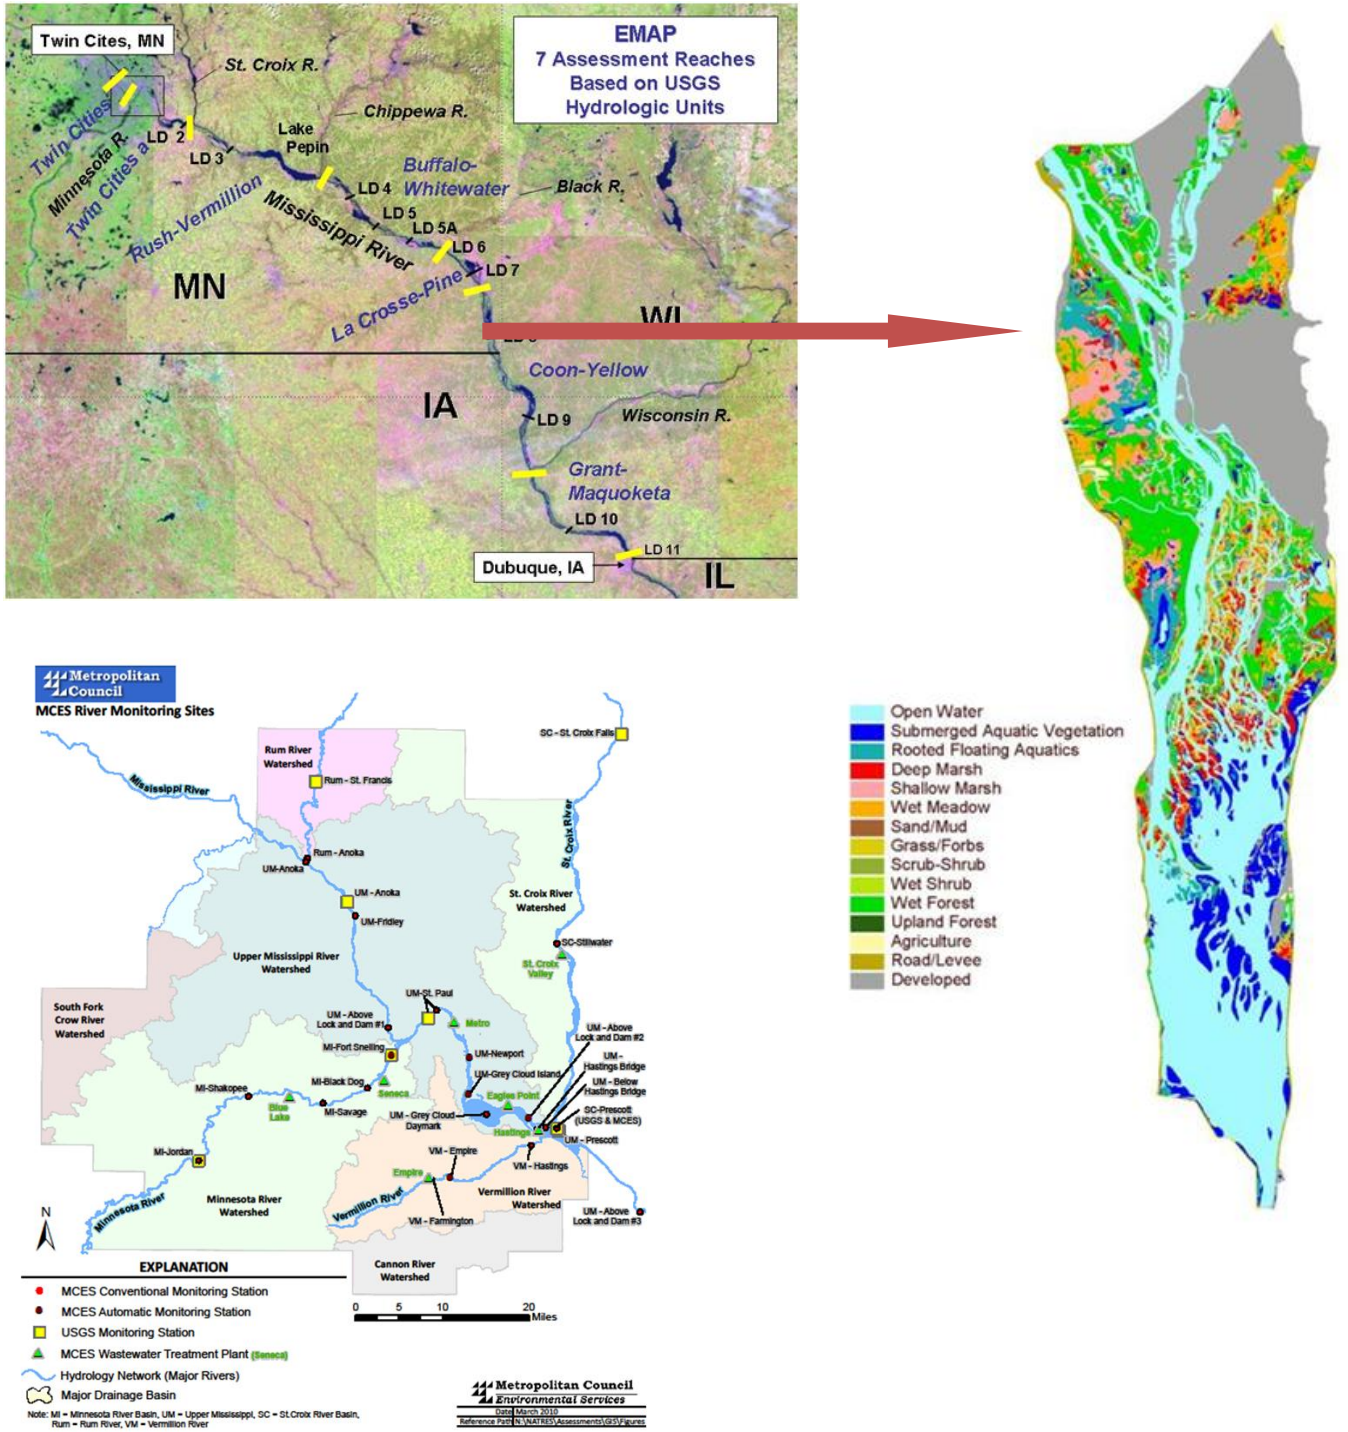 Twin Cites, MN
EMAP
7 Assessment Reaches
Based on USGS
Hydrologic Units
St. Croix R.
Chippewa R.
Lake
Pepin
Twin Cities
LD 2
LD 3
Minnesota R.
Twin Cities a
Buffalo-
Whitewater
Black R.
LD 4
LD 5
LD 5A
LD 6
LD 7
Rush-Vermillion
Mississippi River
La Crosse-Pine
MN
WI
IA
Coon-Yellow
LD 9
Wisconsin R.
Grant-
Maquoketa
LD 10
LD 11
Dubuque, IA
IL
Open Water
Submerged Aquatic Vegetation
Rooted Floating Aquatics
Deep Marsh
Shallow Marsh
Wet Meadow
Sand/Mud
Grass/Forbs
Scrub-Shrub
Wet Shrub
Wet Forest
Upland Forest
Agriculture
Road/Levee
Developed
Metropolitan
Council
MCES River Monitoring Sites
SC - St. Croix Falls
Rum River
Watershed
Rum - St. Francis
Mississippi River
St. Croix River
Rum - Anoka
UM-Anoka
UM - Anoka
UM-Fridley
St. Croix River
Watershed
SC-Stillwater
St. Croix
Valley
Upper Mississippi River
Watershed
South Fork
Crow River
Watershed
UM-St. Paul
UM - Above
Lock and Dam #1
Metro
UM - Above
Lock and Dam #2
MI-Fort Snelling
UM-Newport
UM -
Hastings Bridge
UM-Grey Cloud Island
UM - Below
Hastings Bridge
MI-Shakopee
MI-Black Dog
Seneca
Eagles Point
Blue
Lake
MI-Savage
UM - Grey Cloud
Daymark
SC-Prescott
(USGS & MCES)
Hastings
UM - Prescott
MI-Jordan
VM - Empire
VM - Hastings
Empire
Minnesota River
Minnesota River
Watershed
Vermillion River
Vermillion River
Watershed
VM - Farmington
UM - Above
Lock and Dam #3
N
Cannon River
Watershed
EXPLANATION
MCES Conventional Monitoring Station
MCES Automatic Monitoring Station
USGS Monitoring Station
MCES Wastewater Treatment Plant (Seneca)
Hydrology Network (Major Rivers)
Major Drainage Basin
0 5 10 20
Miles
Note: MI = Minnesota River Basin, UM = Upper Mississippi, SC = St.Croix River Basin,
Rum = Rum River, VM = Vermillion River
Metropolitan Council
Environmental Services
Date: March 2010
Reference Path: N:\NATRES\Assessments\GIS\Figures